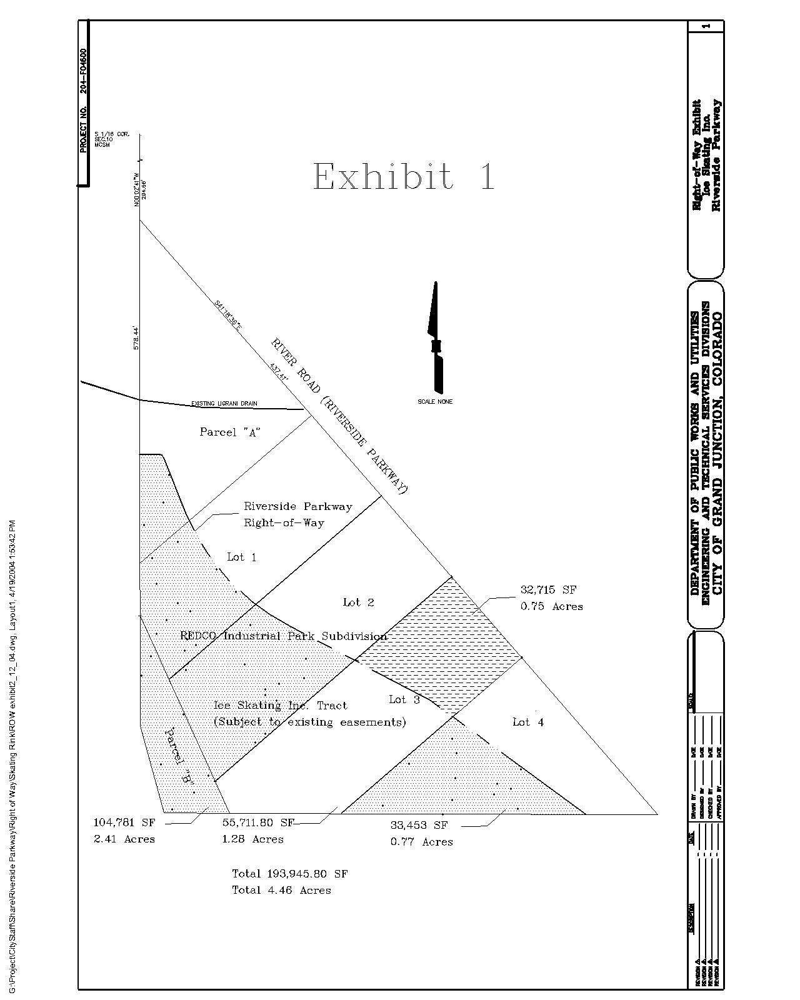 PROJECT NO. 204-F04600
S 1/16 COR.
SEC.10
MCSM
N00°02'41"W
294.66'
Exhibit 1
578.44'
S41°18'36"E
437.41'
RIVER ROAD (RIVERSIDE PARKWAY)
SCALE NONE
EXISTING LIGRANI DRAIN
Parcel "A"
Riverside Parkway
Right-of-Way
Lot 1
Lot 2
32,715 SF
0.75 Acres
REDCO Industrial Park Subdivision
Lot 3
Ice Skating Inc. Tract
(Subject to existing easements)
Lot 4
Parcel "B"
104,781 SF
2.41 Acres
55,711.80 SF
1.28 Acres
33,453 SF
0.77 Acres
Total 193,945.80 SF
Total 4.46 Acres
1
Right-of-Way Exhibit
Ice Skating Inc.
Riverside Parkway
DEPARTMENT OF PUBLIC WORKS AND UTILITIES
ENGINEERING AND TECHNICAL SERVICES DIVISIONS
CITY OF GRAND JUNCTION, COLORADO
DRAWN BY DATE
DESIGNED BY DATE
CHECKED BY DATE
APPROVED BY DATE
DESCRIPTION DATE
REVISION
REVISION
REVISION
REVISION
G:\Project\CityStaff\Share\Riverside Parkway\Right of Way\Skating Rink\ROW exhibit2_12_04.dwg, Layout1, 4/19/2004 1:53:42 PM